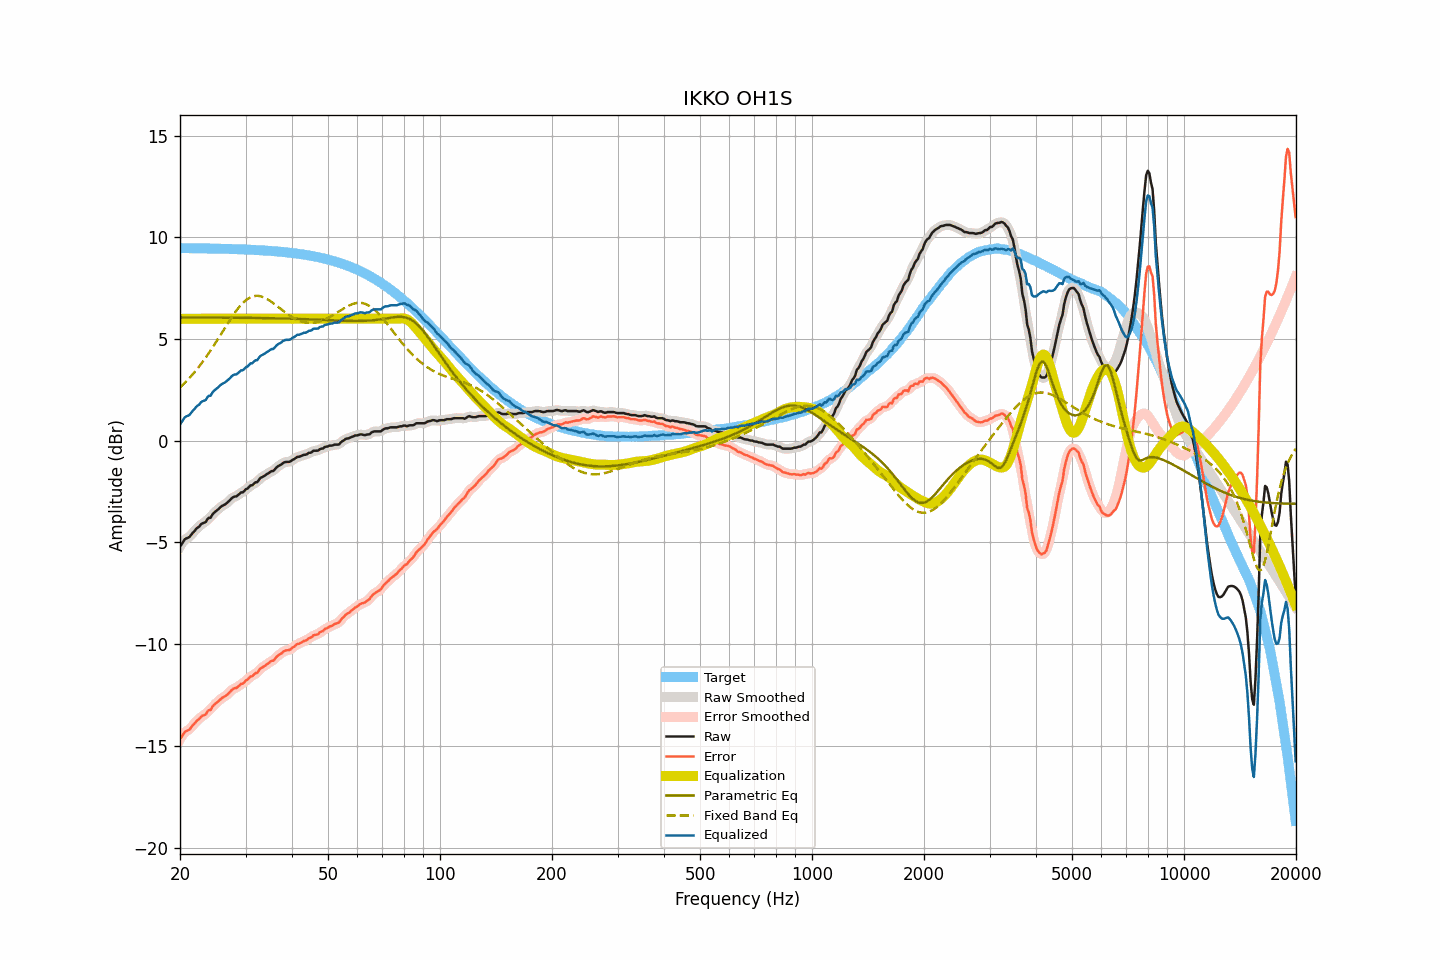 IKKO OH1S
15
10
5
0
−5
−10
−15
−20
Amplitude (dBr)
Target
Raw Smoothed
Error Smoothed
Raw
Error
Equalization
Parametric Eq
Fixed Band Eq
Equalized
20 50 100 200 500 1000 2000 5000 10000 20000
Frequency (Hz)